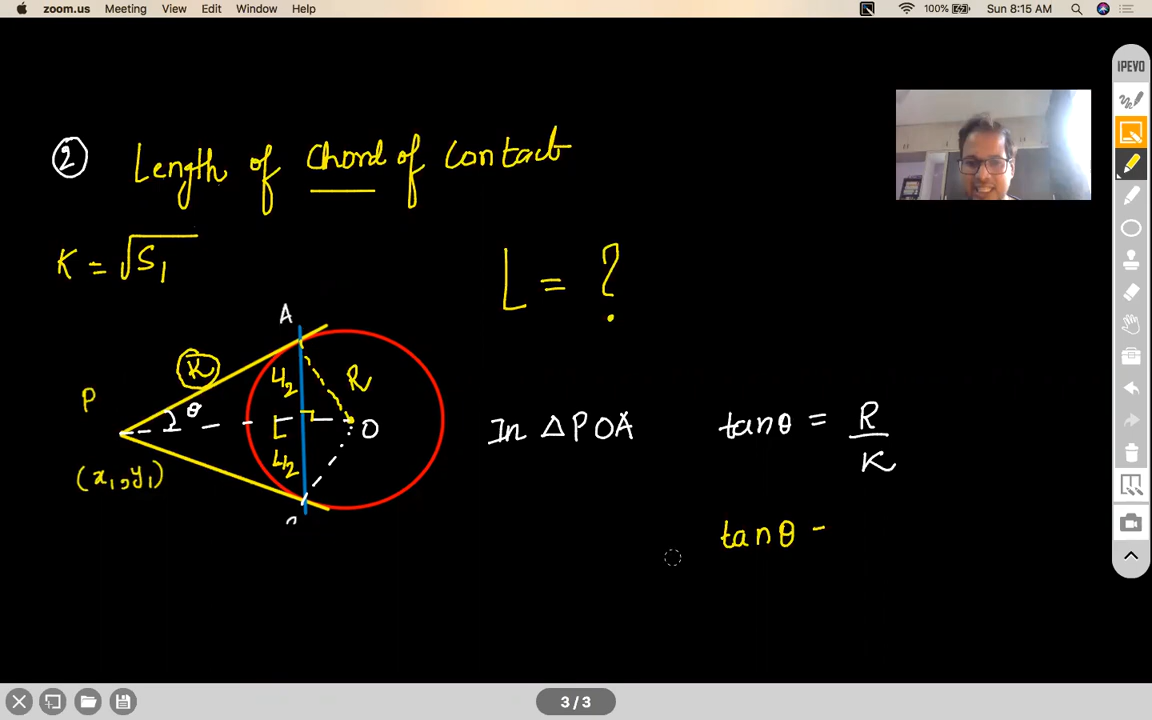 zoom.us Meeting View Edit Window Help
100% Sun 8:15 AM
IPEVO
② Length of Chord of Contact
K = √S₁
L = ?
A
K
R
P
θ
L/2
E
O
L/2
(x₁,y₁)
In △POA tanθ = R/K
tanθ -
3 / 3